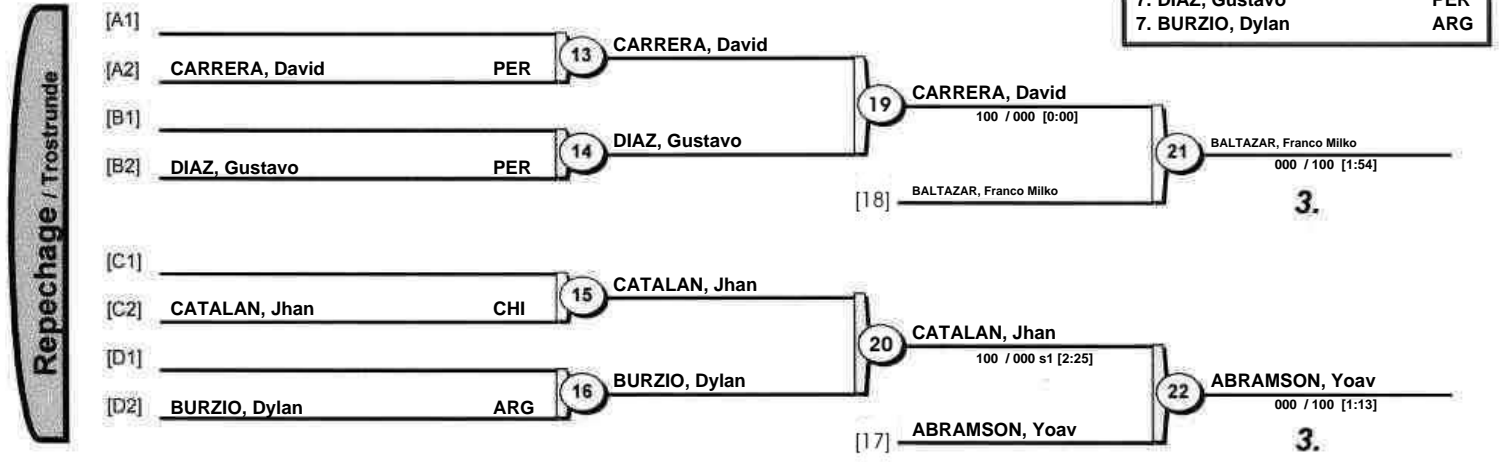 7. DIAZ, Gustavo PER
7. BURZIO, Dylan ARG
Repechage / Trostrunde
[A1]
[A2] CARRERA, David PER
13
CARRERA, David
[B1]
[B2] DIAZ, Gustavo PER
14
DIAZ, Gustavo
19
CARRERA, David
100 / 000 [0:00]
[18] BALTAZAR, Franco Milko
21
BALTAZAR, Franco Milko
000 / 100 [1:54]
3.
[C1]
[C2] CATALAN, Jhan CHI
15
CATALAN, Jhan
[D1]
[D2] BURZIO, Dylan ARG
16
BURZIO, Dylan
20
CATALAN, Jhan
100 / 000 s1 [2:25]
[17] ABRAMSON, Yoav
22
ABRAMSON, Yoav
000 / 100 [1:13]
3.